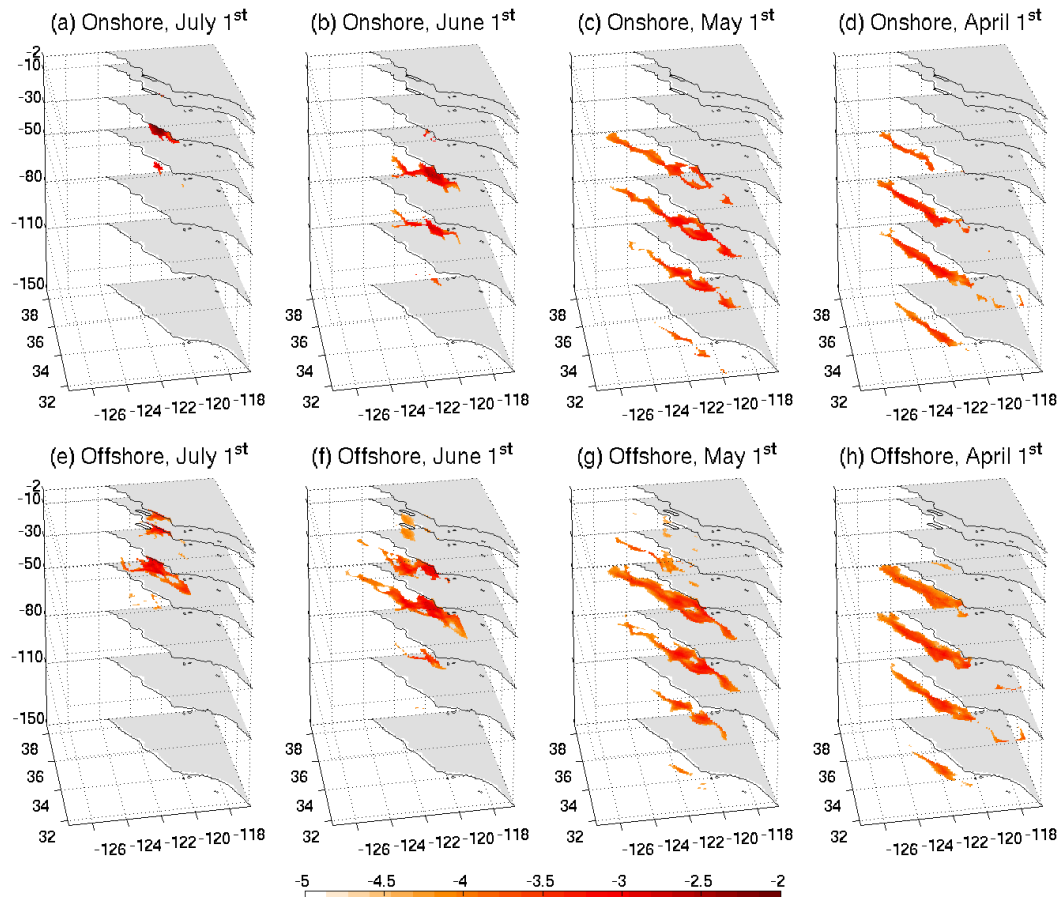 (a) Onshore, July 1st
(b) Onshore, June 1st
(c) Onshore, May 1st
(d) Onshore, April 1st
-2
-10
-30
-50
-80
-110
-150
38
36
34
32
-126 -124 -122 -120 -118
38
36
34
32
-126 -124 -122 -120 -118
38
36
34
32
-126 -124 -122 -120 -118
38
36
34
32
-126 -124 -122 -120 -118
(e) Offshore, July 1st
(f) Offshore, June 1st
(g) Offshore, May 1st
(h) Offshore, April 1st
-2
-10
-30
-50
-80
-110
-150
38
36
34
32
-126 -124 -122 -120 -118
38
36
34
32
-126 -124 -122 -120 -118
38
36
34
32
-126 -124 -122 -120 -118
38
36
34
32
-126 -124 -122 -120 -118
-5 -4.5 -4 -3.5 -3 -2.5 -2